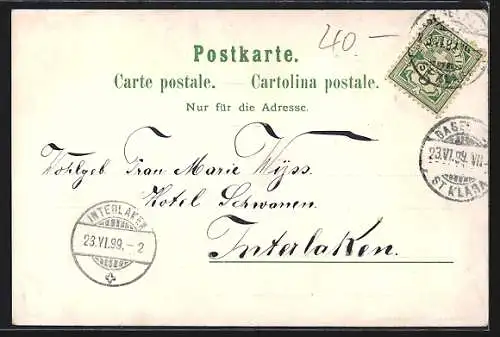 40.-
Postkarte.
Carte postale. — Cartolina postale.
Nur für die Adresse.
Wohlgeb Frau Marie Wyss.
Hotel Schwanen.
Interlaken.
INTERLAKEN
23.VI.99.-2
BASEL
23.VI.99.VII
ST. KLARA